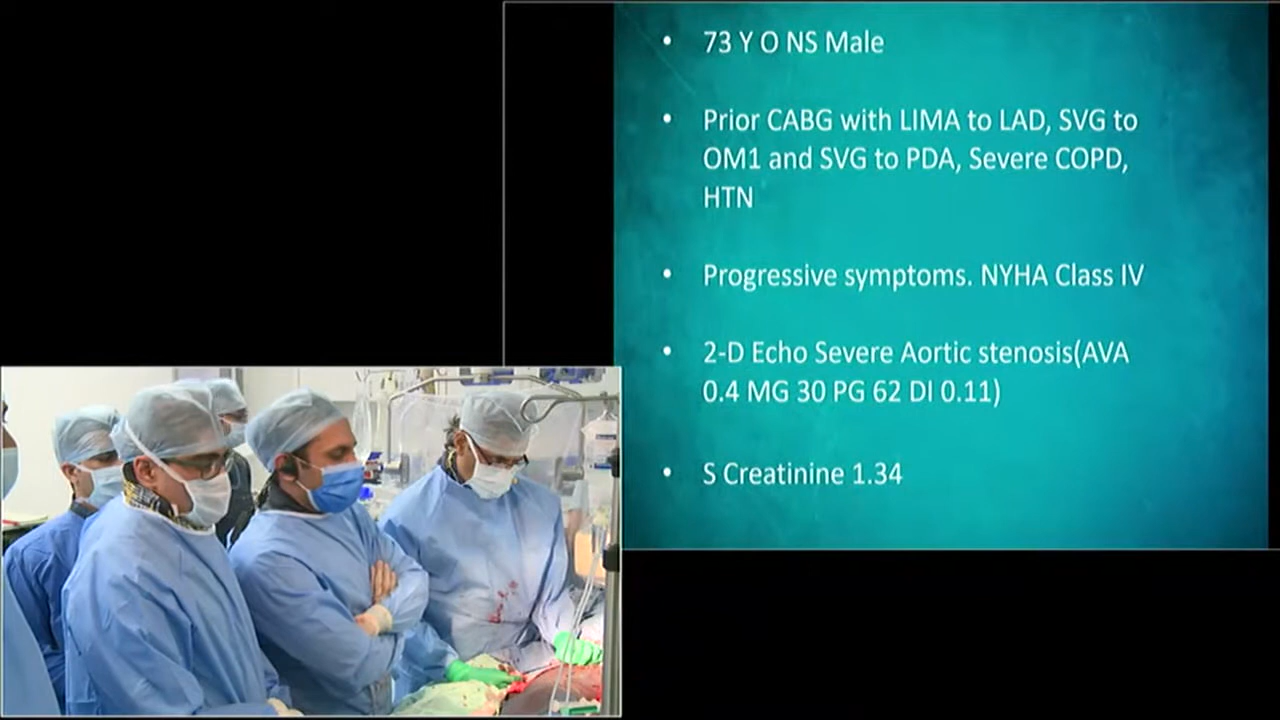 • 73 Y O NS Male
• Prior CABG with LIMA to LAD, SVG to
OM1 and SVG to PDA, Severe COPD,
HTN
• Progressive symptoms. NYHA Class IV
• 2-D Echo Severe Aortic stenosis(AVA
0.4 MG 30 PG 62 DI 0.11)
• S Creatinine 1.34